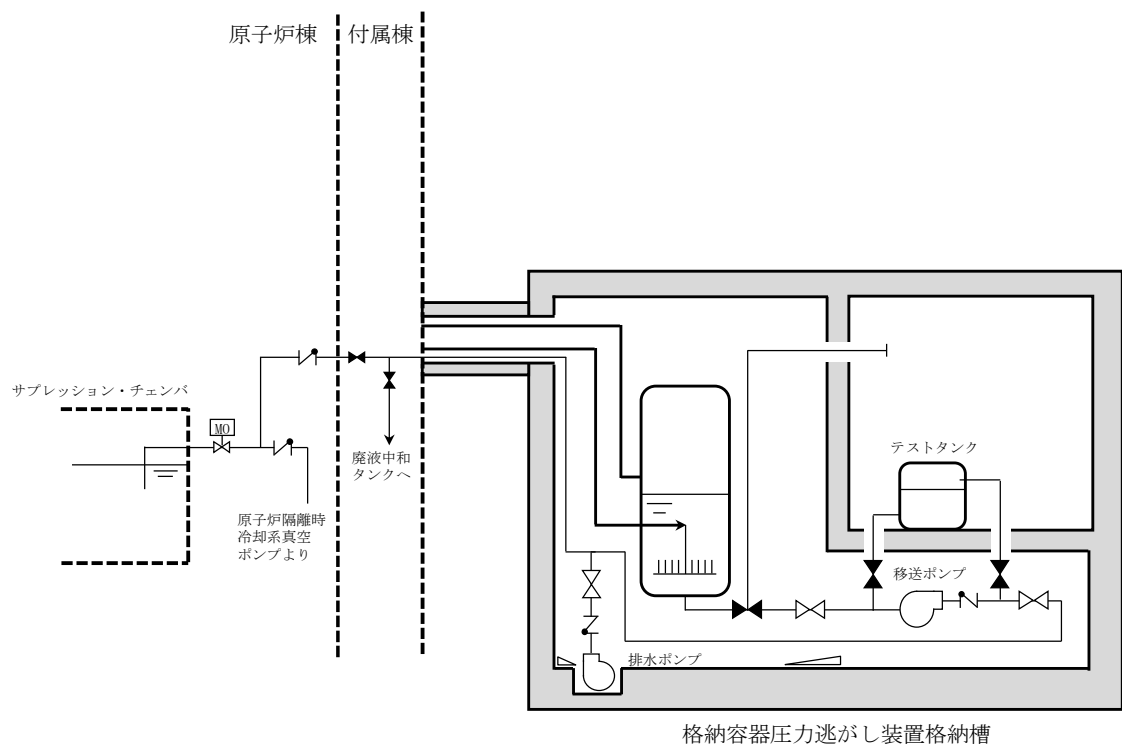 原子炉棟
付属棟
サプレッション・チェンバ
MO
廃液中和
タンクへ
原子炉隔離時
冷却系真空
ポンプより
テストタンク
移送ポンプ
排水ポンプ
格納容器圧力逃がし装置格納槽